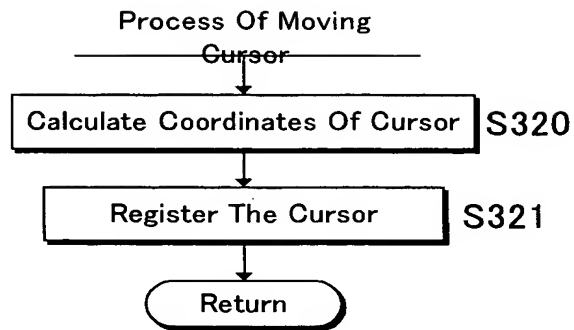 Process Of Moving
Cursor
Calculate Coordinates Of Cursor S320
Register The Cursor S321
Return